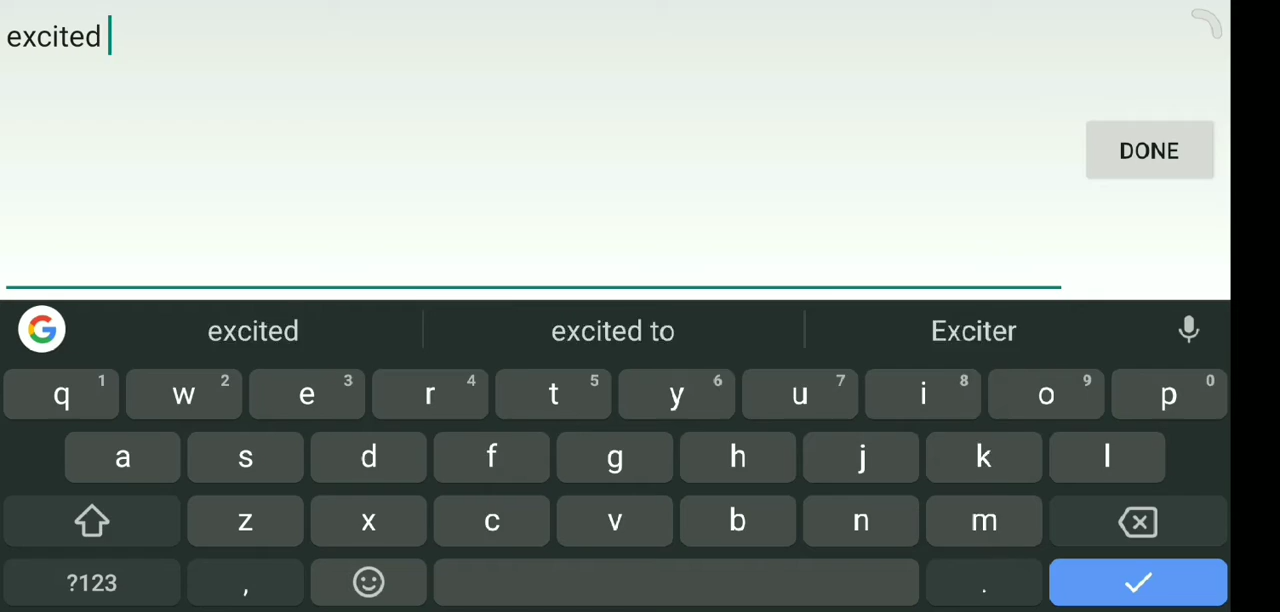 excited
DONE
excited excited to Exciter
q 1 w 2 e 3 r 4 t 5 y 6 u 7 i 8 o 9 p 0
a s d f g h j k l
z x c v b n m
?123 , .